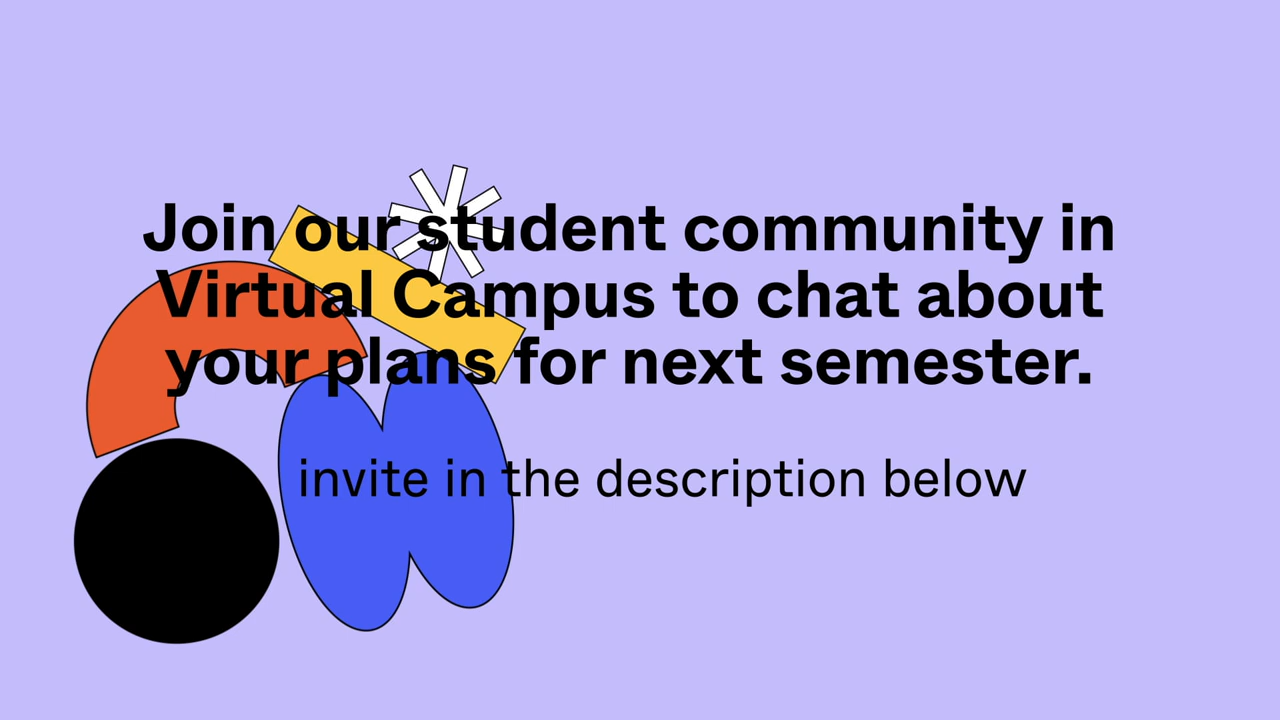 Join our student community in
Virtual Campus to chat about
your plans for next semester.
invite in the description below